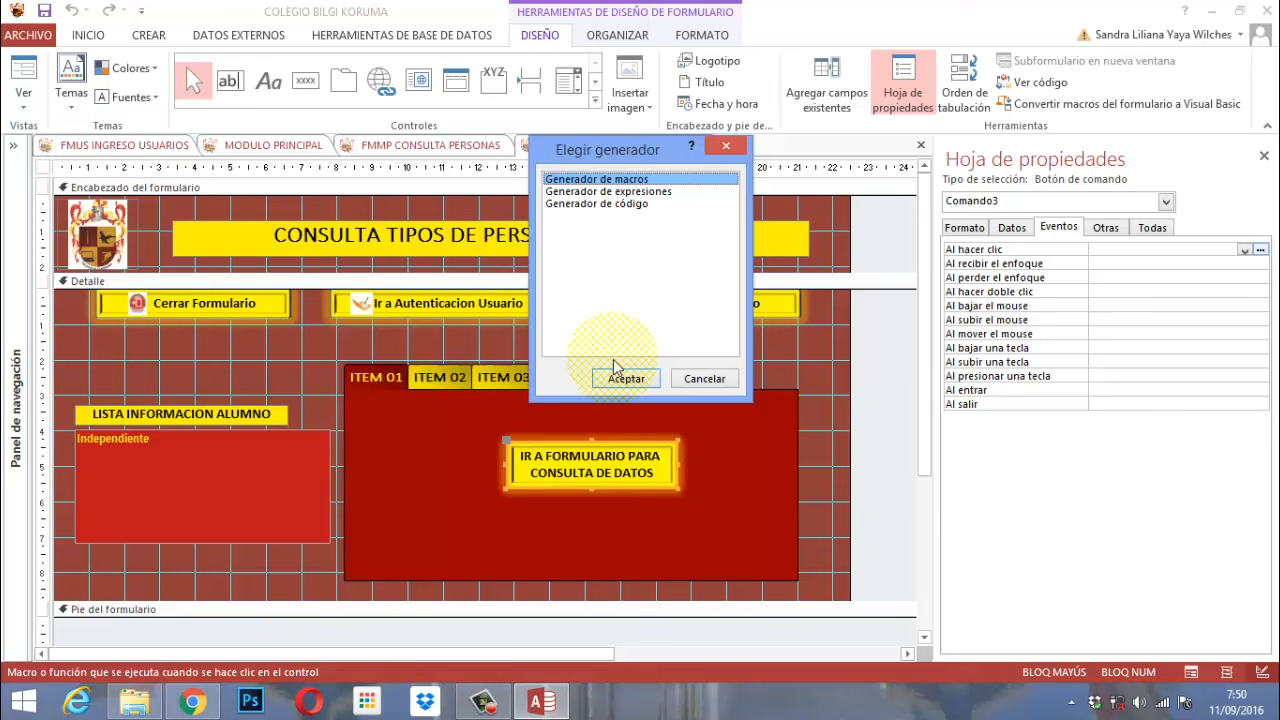 COLEGIO BILGI KORUMA
HERRAMIENTAS DE DISEÑO DE FORMULARIO
ARCHIVO INICIO CREAR DATOS EXTERNOS HERRAMIENTAS DE BASE DE DATOS DISEÑO ORGANIZAR FORMATO
Sandra Liliana Yaya Wilches
Ver
Vistas
Temas
Colores
Fuentes
Temas
ab|
Aa
xxxx
XYZ
Controles
Insertar
imagen
Logotipo
Título
Fecha y hora
Encabezado y pie de...
Agregar campos
existentes
Hoja de
propiedades
Orden de
tabulación
Subformulario en nueva ventana
Ver código
Convertir macros del formulario a Visual Basic
Herramientas
FMUS INGRESO USUARIOS
MODULO PRINCIPAL
FMMP CONSULTA PERSONAS
Panel de navegación
Encabezado del formulario
CONSULTA TIPOS DE PERS
Detalle
Cerrar Formulario
Ir a Autenticacion Usuario
o
ITEM 01 ITEM 02 ITEM 03
LISTA INFORMACION ALUMNO
Independiente
IR A FORMULARIO PARA
CONSULTA DE DATOS
Pie del formulario
Elegir generador
?
Generador de macros
Generador de expresiones
Generador de código
Aceptar Cancelar
Hoja de propiedades
Tipo de selección: Botón de comando
Comando3
Formato Datos Eventos Otras Todas
Al hacer clic
Al recibir el enfoque
Al perder el enfoque
Al hacer doble clic
Al bajar el mouse
Al subir el mouse
Al mover el mouse
Al bajar una tecla
Al subir una tecla
Al presionar una tecla
Al entrar
Al salir
Macro o función que se ejecuta cuando se hace clic en el control
BLOQ MAYÚS BLOQ NUM
Ps
7:50
11/09/2016